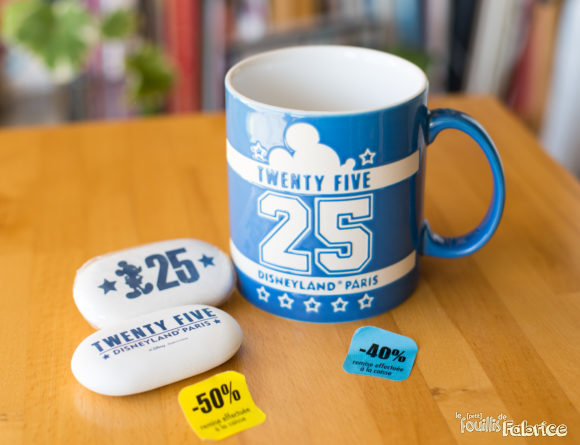 TWENTY FIVE
25
DISNEYLAND PARIS
25
TWENTY FIVE
DISNEYLAND PARIS
-40%
remise effectuée
à la caisse
-50%
remise effectuée
à la caisse
le (petit)
Fouillis de
Fabrice